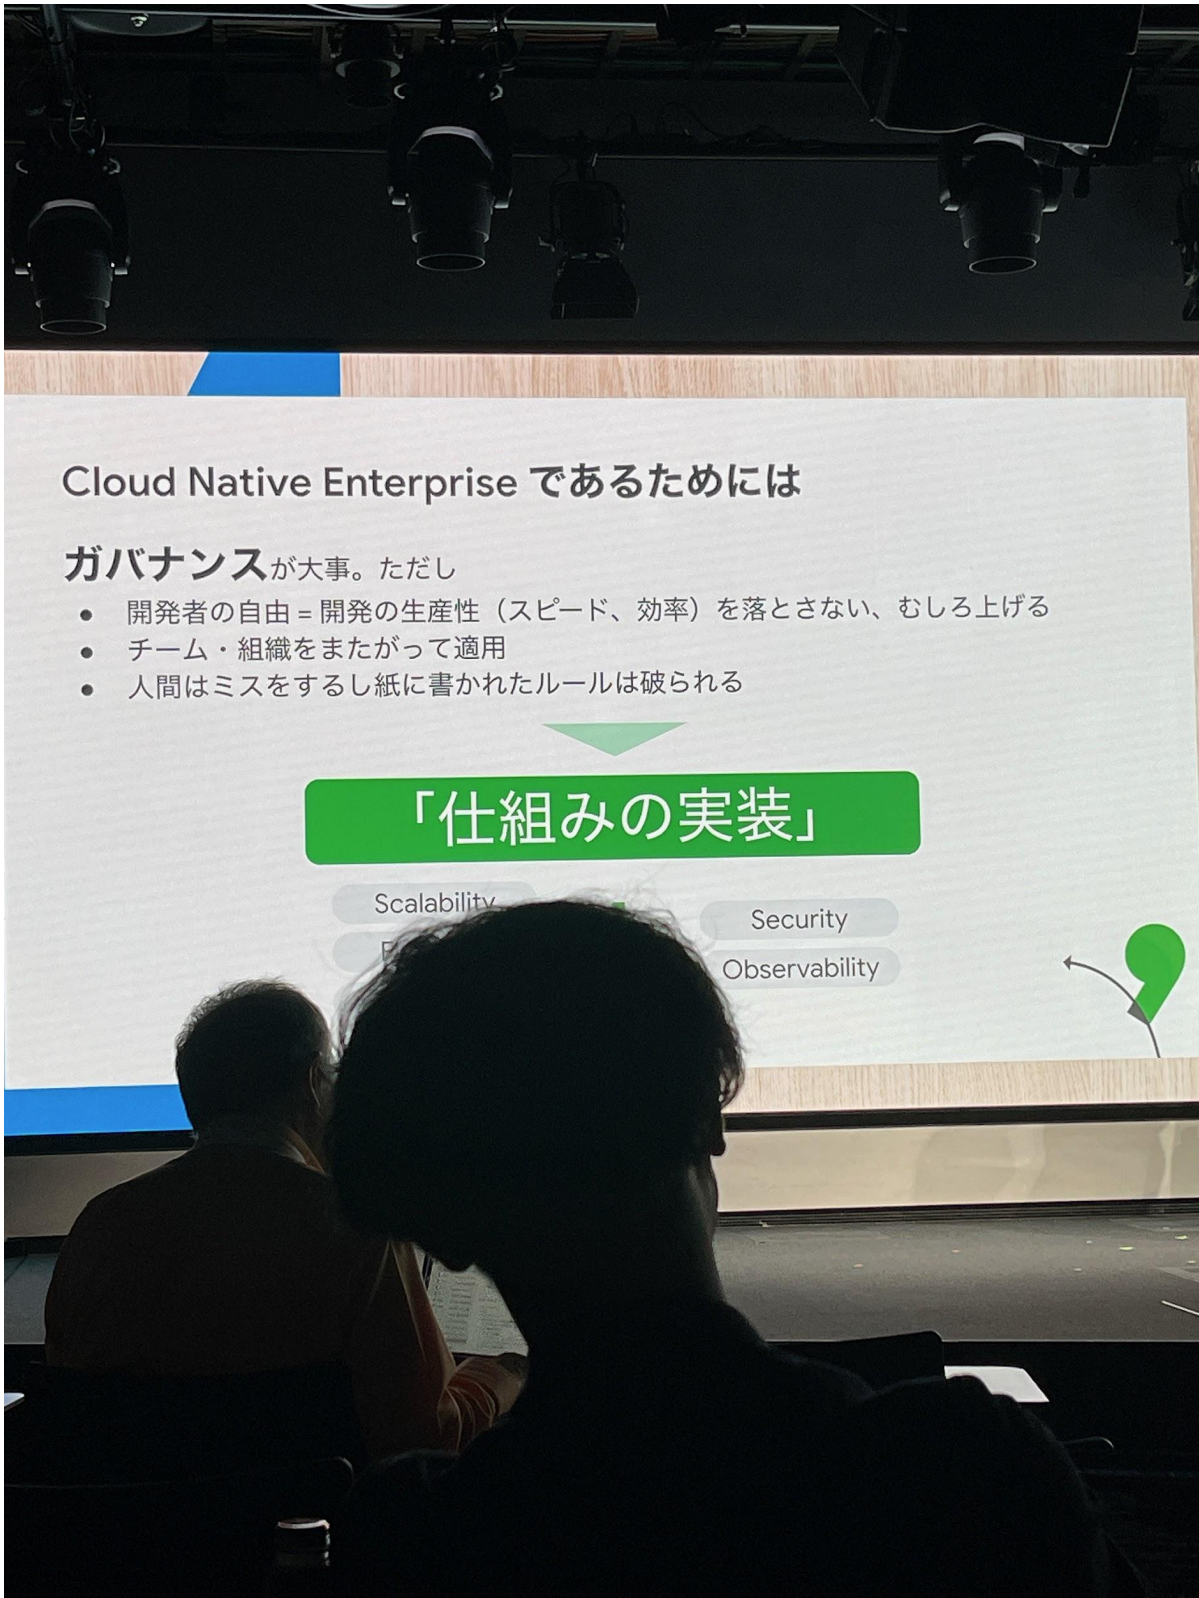 Cloud Native Enterprise であるためには
ガバナンスが大事。ただし
● 開発者の自由 = 開発の生産性（スピード、効率）を落とさない、むしろ上げる
● チーム・組織をまたがって適用
● 人間はミスをするし紙に書かれたルールは破られる
「仕組みの実装」
Scalability
Security
Observability